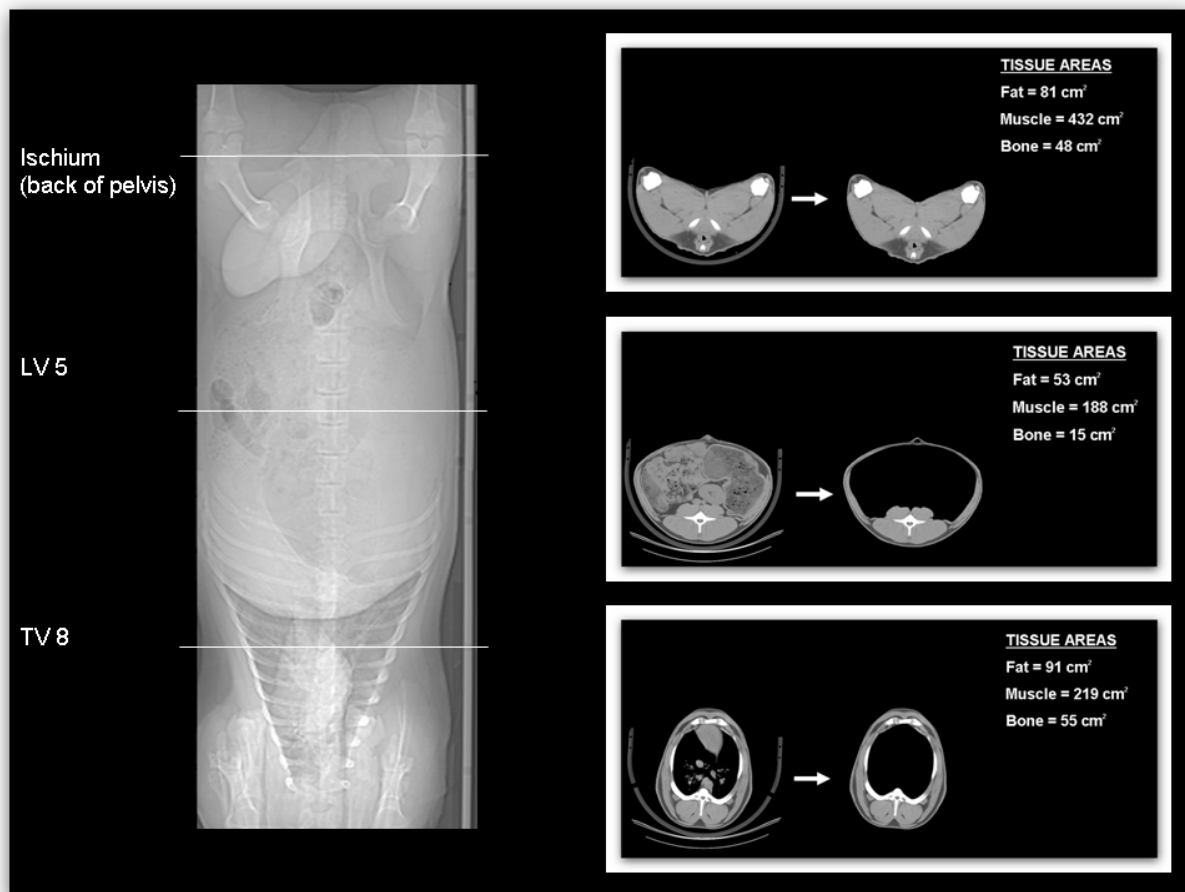 Ischium
(back of pelvis)
LV 5
TV 8
TISSUE AREAS
Fat = 81 cm²
Muscle = 432 cm²
Bone = 48 cm²
TISSUE AREAS
Fat = 53 cm²
Muscle = 188 cm²
Bone = 15 cm²
TISSUE AREAS
Fat = 91 cm²
Muscle = 219 cm²
Bone = 55 cm²